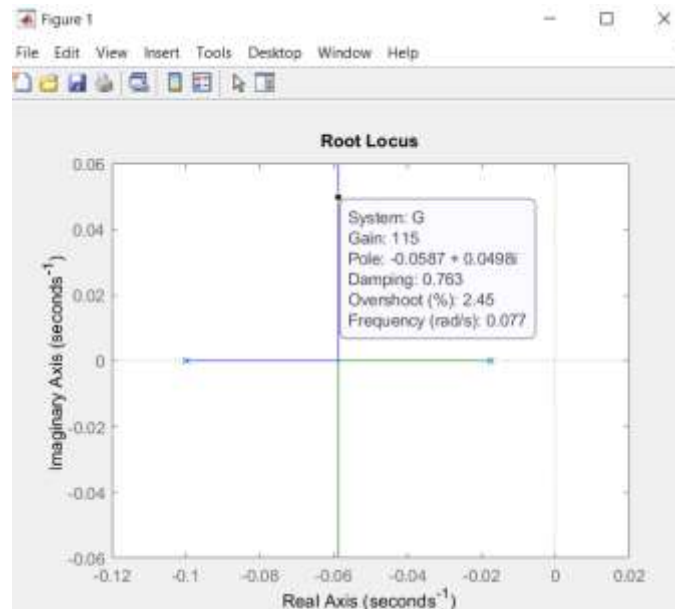 Figure 1
File Edit View Insert Tools Desktop Window Help
Root Locus
0.06
0.04
0.02
0
-0.02
-0.04
-0.06
Imaginary Axis (seconds⁻¹)
System: G
Gain: 115
Pole: -0.0587 + 0.0498i
Damping: 0.763
Overshoot (%): 2.45
Frequency (rad/s): 0.077
-0.12 -0.1 -0.08 -0.06 -0.04 -0.02 0 0.02
Real Axis (seconds⁻¹)